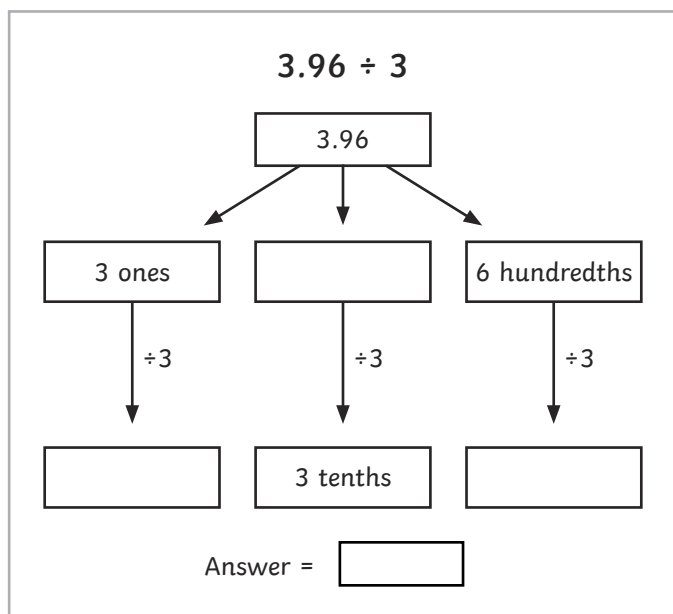 3.96 ÷ 3
3.96
3 ones
6 hundredths
÷3
÷3
÷3
3 tenths
Answer =